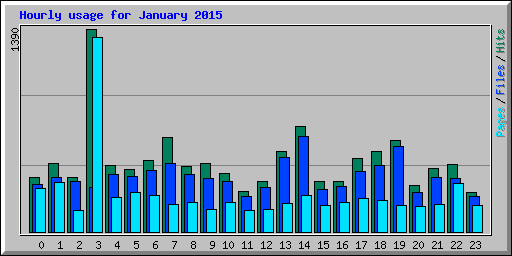 Hourly usage for January 2015
1390
Pages/Files/Hits
0 1 2 3 4 5 6 7 8 9 10 11 12 13 14 15 16 17 18 19 20 21 22 23